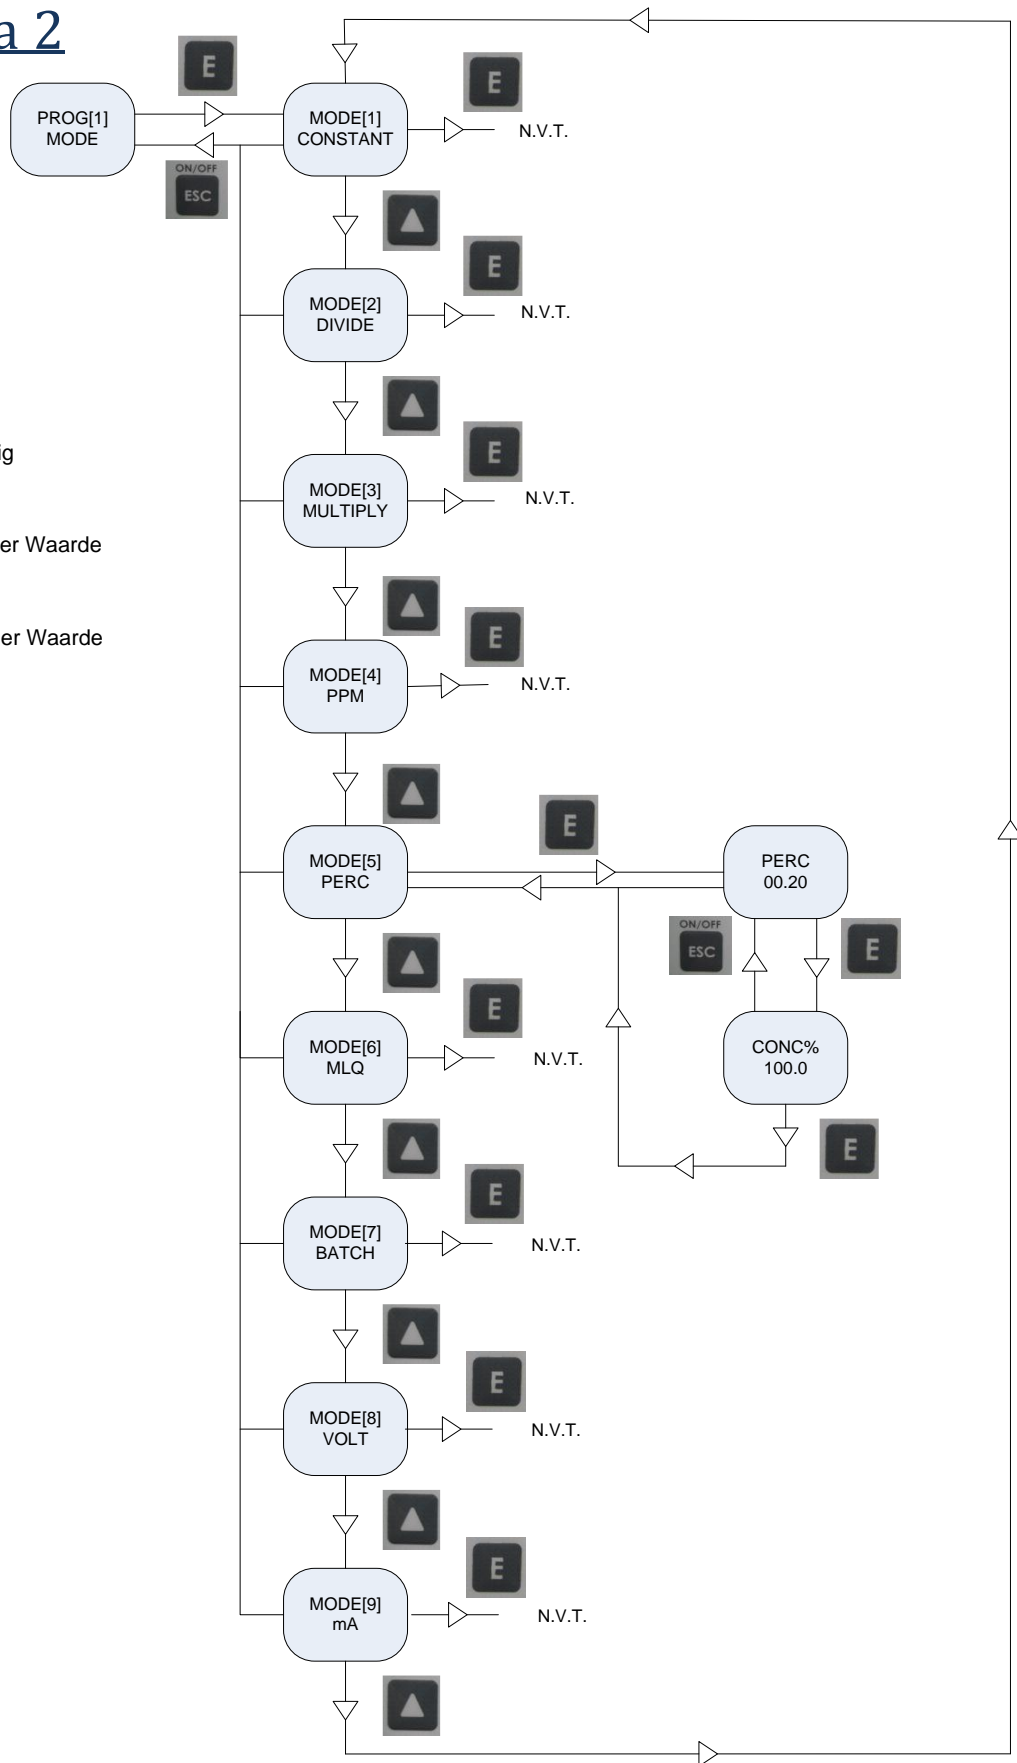 a 2
E
E
PROG[1]
MODE
MODE[1]
CONSTANT
N.V.T.
ON/OFF
ESC
E
MODE[2]
DIVIDE
N.V.T.
E
ig
MODE[3]
MULTIPLY
N.V.T.
er Waarde
E
er Waarde
MODE[4]
PPM
N.V.T.
E
MODE[5]
PERC
PERC
00.20
ON/OFF
ESC
E
E
MODE[6]
MLQ
N.V.T.
CONC%
100.0
E
E
MODE[7]
BATCH
N.V.T.
E
MODE[8]
VOLT
N.V.T.
E
MODE[9]
mA
N.V.T.